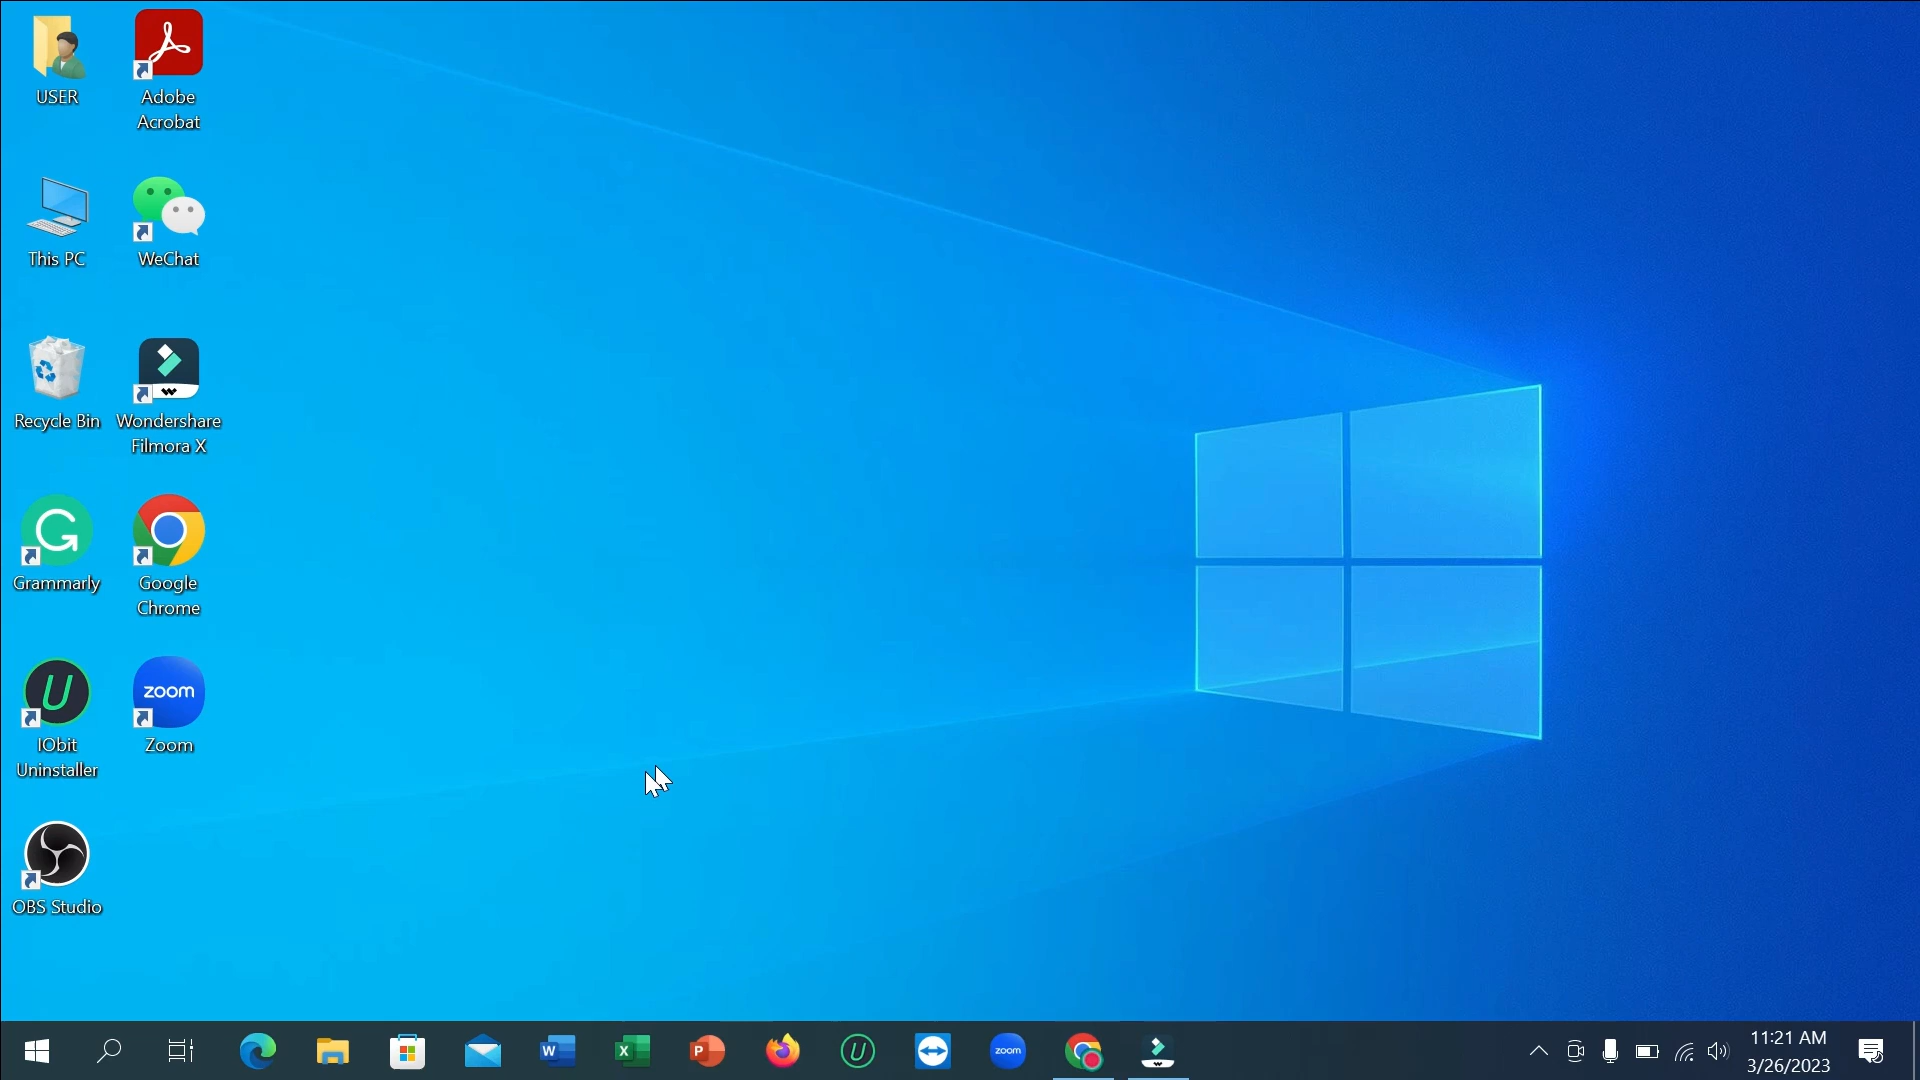 USER
Adobe
Acrobat
This PC
WeChat
Recycle Bin
Wondershare
Filmora X
Grammarly
Google
Chrome
zoom
IObit
Uninstaller
Zoom
OBS Studio
zoom
11:21 AM
3/26/2023